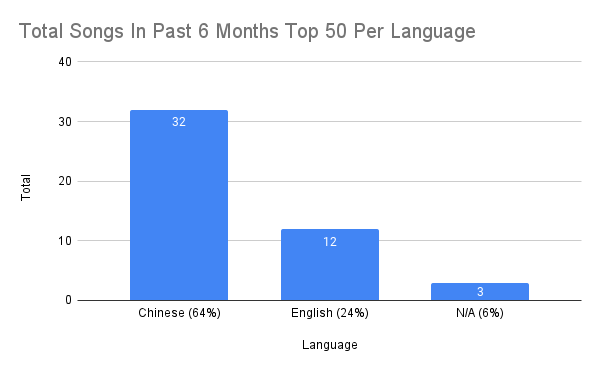 Total Songs In Past 6 Months Top 50 Per Language
40
30
20
10
0
Total
32
12
3
Chinese (64%)
English (24%)
N/A (6%)
Language